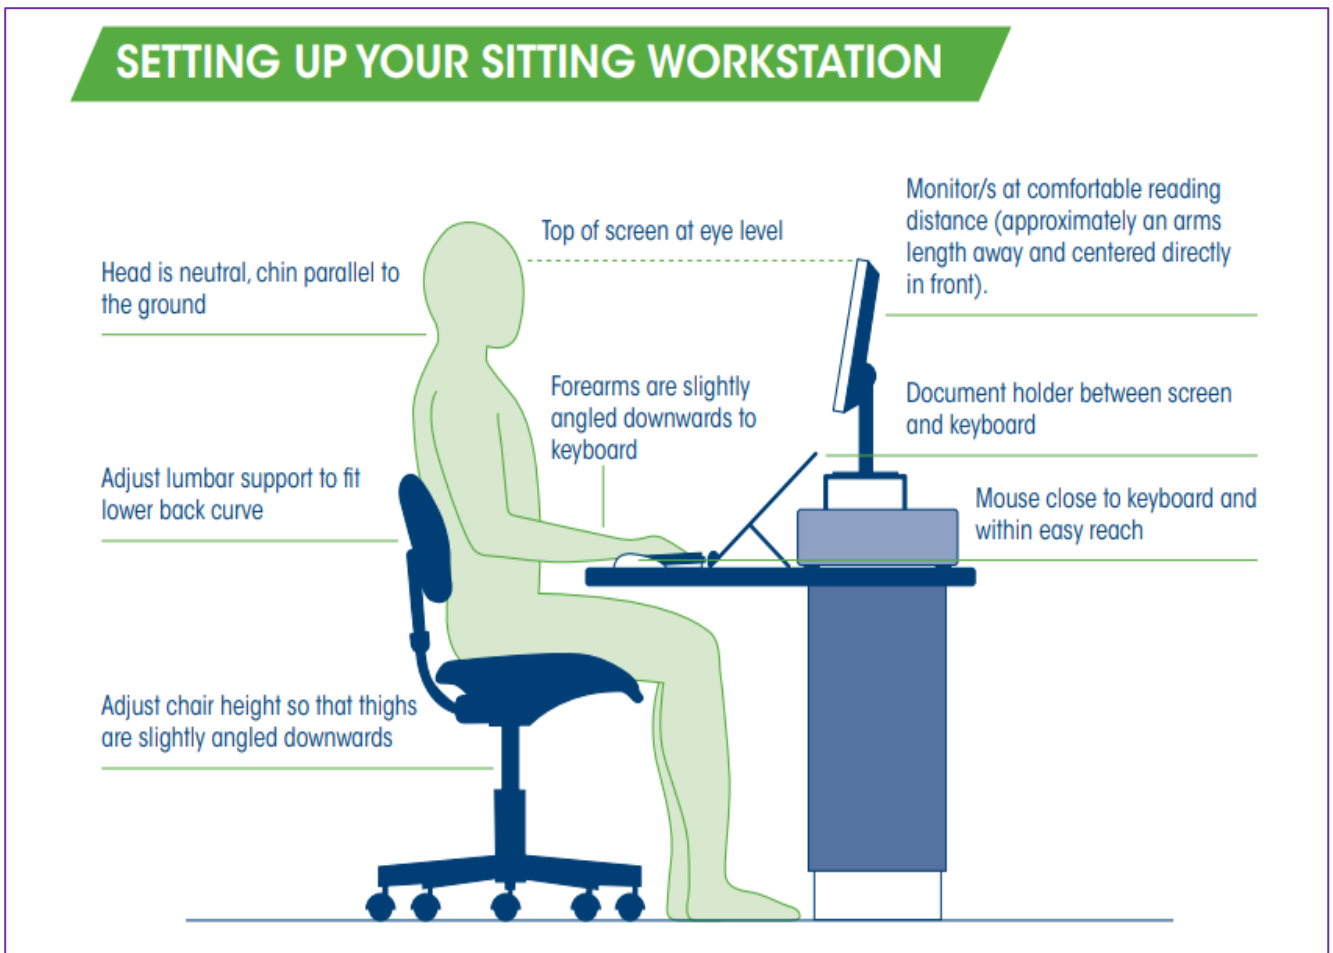 SETTING UP YOUR SITTING WORKSTATION
Head is neutral, chin parallel to
the ground
Top of screen at eye level
Monitor/s at comfortable reading
distance (approximately an arms
length away and centered directly
in front).
Forearms are slightly
angled downwards to
keyboard
Document holder between screen
and keyboard
Adjust lumbar support to fit
lower back curve
Mouse close to keyboard and
within easy reach
Adjust chair height so that thighs
are slightly angled downwards